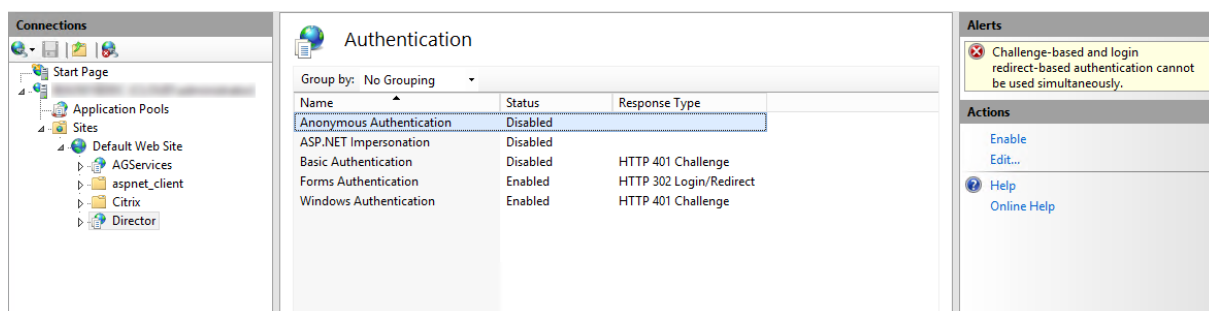 Connections
Start Page
Application Pools
Sites
Default Web Site
AGServices
aspnet_client
Citrix
Director
Authentication
Group by: No Grouping
Name Status Response Type
Anonymous Authentication Disabled
ASP.NET Impersonation Disabled
Basic Authentication Disabled HTTP 401 Challenge
Forms Authentication Enabled HTTP 302 Login/Redirect
Windows Authentication Enabled HTTP 401 Challenge
Alerts
Challenge-based and login
redirect-based authentication cannot
be used simultaneously.
Actions
Enable
Edit...
Help
Online Help